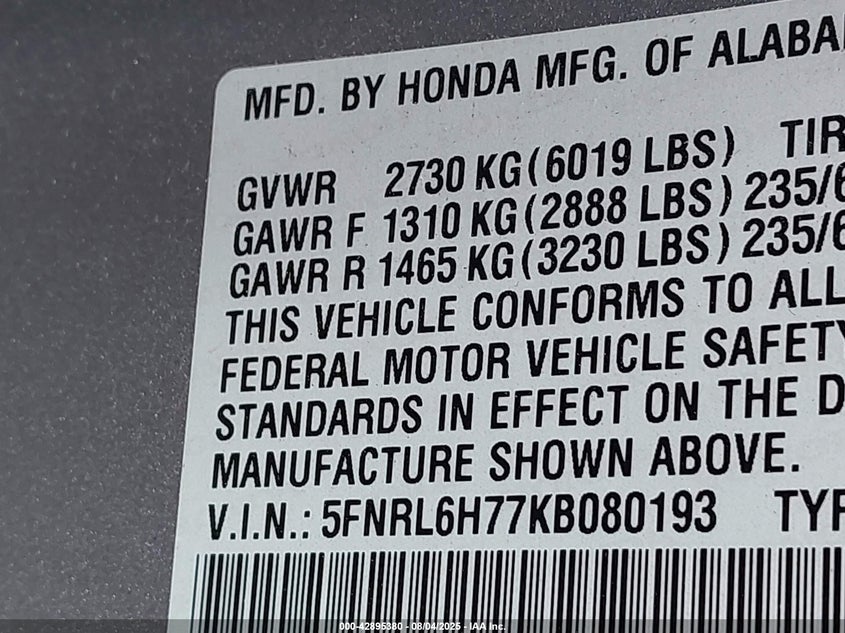 MFD. BY HONDA MFG. OF ALABA
GVWR 2730 KG (6019 LBS) TIR
GAWR F 1310 KG (2888 LBS) 235/6
GAWR R 1465 KG (3230 LBS) 235/6
THIS VEHICLE CONFORMS TO ALL
FEDERAL MOTOR VEHICLE SAFETY
STANDARDS IN EFFECT ON THE D
MANUFACTURE SHOWN ABOVE.
V.I.N.: 5FNRL6H77KB080193 TYP
000-42895380 - 08/04/2025 - IAA Inc.